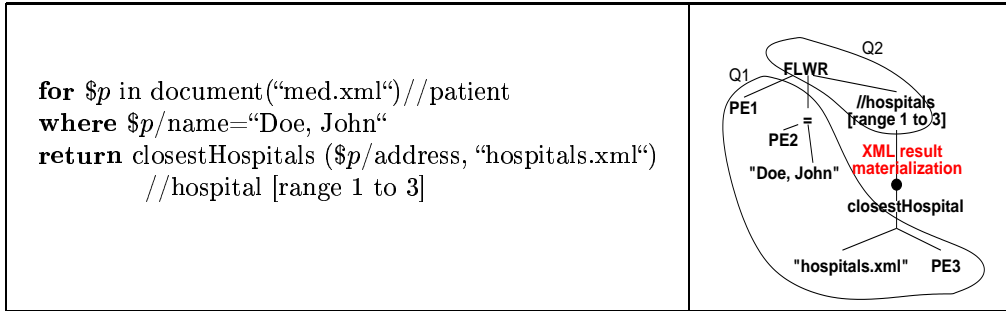 for $p in document(“med.xml“)//patient
where $p/name=“Doe, John“
return closestHospitals ($p/address, “hospitals.xml“)
//hospital [range 1 to 3]
Q2
Q1
FLWR
PE1
//hospitals
[range 1 to 3]
=
PE2
"Doe, John"
XML result
materialization
closestHospital
"hospitals.xml"
PE3